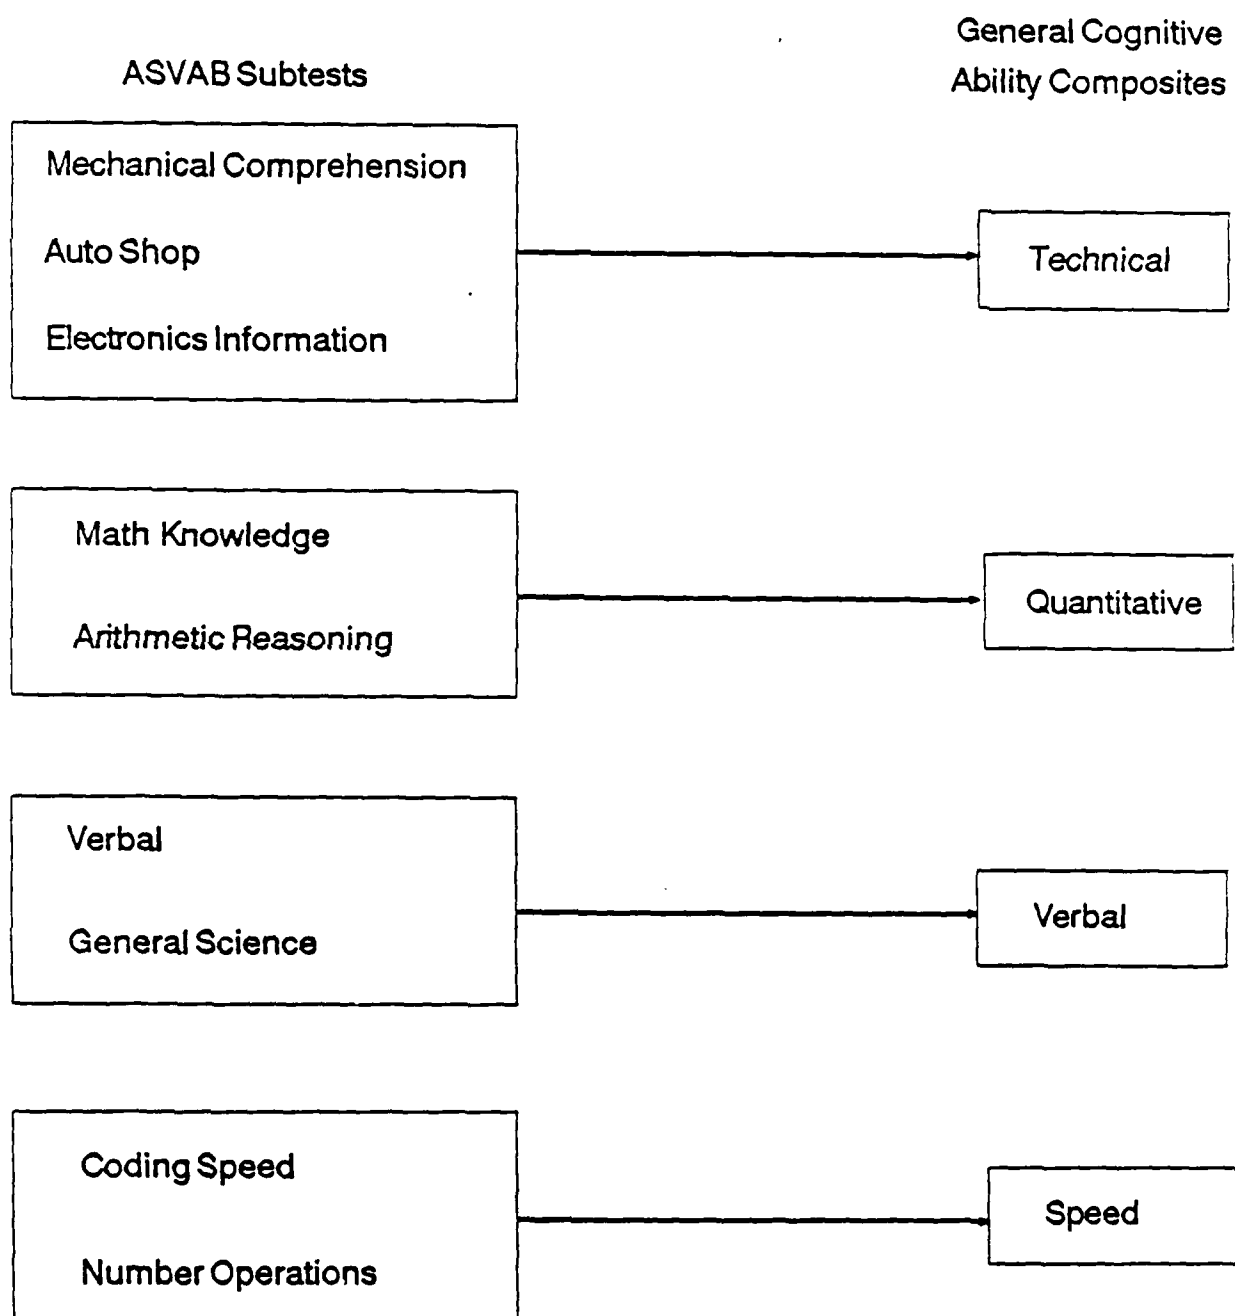 General Cognitive
Ability Composites
ASVAB Subtests
Mechanical Comprehension
Auto Shop
Electronics Information
Technical
Math Knowledge
Arithmetic Reasoning
Quantitative
Verbal
General Science
Verbal
Coding Speed
Number Operations
Speed